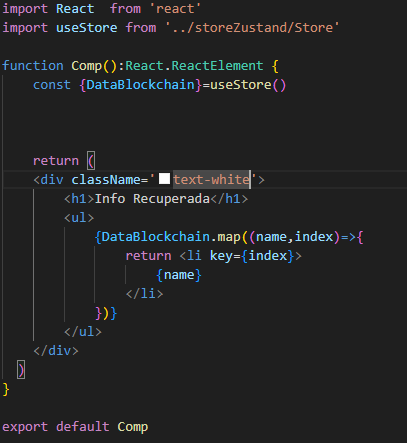 import React  from 'react'
import useStore from '../storeZustand/Store'
function Comp():React.ReactElement {
const {DataBlockchain}=useStore()
return (
<div className='text-white'>
<h1>Info Recuperada</h1>
<ul>
{DataBlockchain.map((name,index)=>{
return <li key={index}>
{name}
</li>
})}
</ul>
</div>
)
}
export default Comp